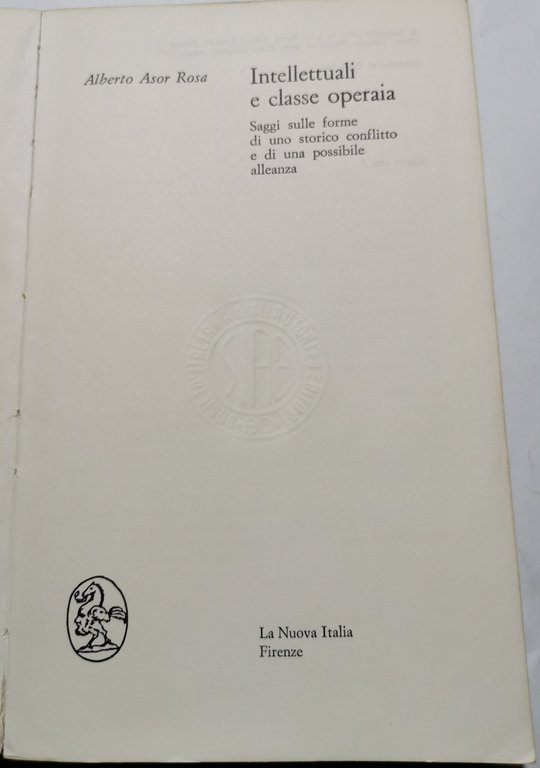 Alberto Asor Rosa
Intellettuali
e classe operaia
Saggi sulle forme
di uno storico conflitto
e di una possibile
alleanza
La Nuova Italia
Firenze